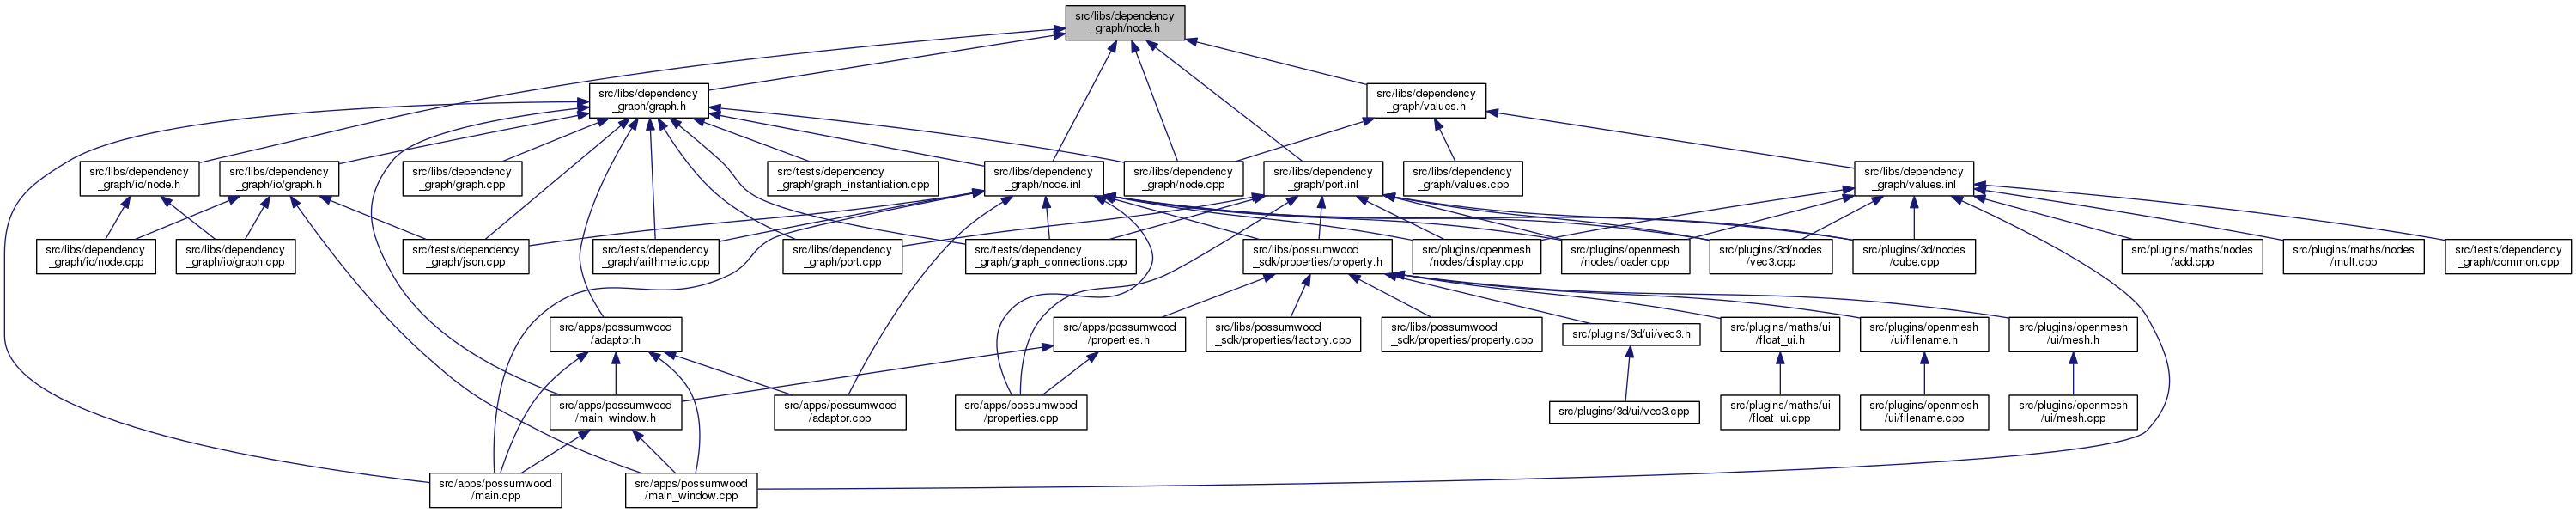 src/libs/dependency
_graph/node.h
src/libs/dependency
_graph/graph.h
src/libs/dependency
_graph/values.h
src/libs/dependency
_graph/io/node.h
src/libs/dependency
_graph/io/graph.h
src/libs/dependency
_graph/graph.cpp
src/tests/dependency
_graph/graph_instantiation.cpp
src/libs/dependency
_graph/node.inl
src/libs/dependency
_graph/node.cpp
src/libs/dependency
_graph/port.inl
src/libs/dependency
_graph/values.cpp
src/libs/dependency
_graph/values.inl
src/libs/dependency
_graph/io/node.cpp
src/libs/dependency
_graph/io/graph.cpp
src/tests/dependency
_graph/json.cpp
src/tests/dependency
_graph/arithmetic.cpp
src/libs/dependency
_graph/port.cpp
src/tests/dependency
_graph/graph_connections.cpp
src/libs/possumwood
_sdk/properties/property.h
src/plugins/openmesh
/nodes/display.cpp
src/plugins/openmesh
/nodes/loader.cpp
src/plugins/3d/nodes
/vec3.cpp
src/plugins/3d/nodes
/cube.cpp
src/plugins/maths/nodes
/add.cpp
src/plugins/maths/nodes
/mult.cpp
src/tests/dependency
_graph/common.cpp
src/apps/possumwood
/adaptor.h
src/apps/possumwood
/properties.h
src/libs/possumwood
_sdk/properties/factory.cpp
src/libs/possumwood
_sdk/properties/property.cpp
src/plugins/3d/ui/vec3.h
src/plugins/maths/ui
/float_ui.h
src/plugins/openmesh
/ui/filename.h
src/plugins/openmesh
/ui/mesh.h
src/apps/possumwood
/main_window.h
src/apps/possumwood
/adaptor.cpp
src/apps/possumwood
/properties.cpp
src/plugins/3d/ui/vec3.cpp
src/plugins/maths/ui
/float_ui.cpp
src/plugins/openmesh
/ui/filename.cpp
src/plugins/openmesh
/ui/mesh.cpp
src/apps/possumwood
/main.cpp
src/apps/possumwood
/main_window.cpp